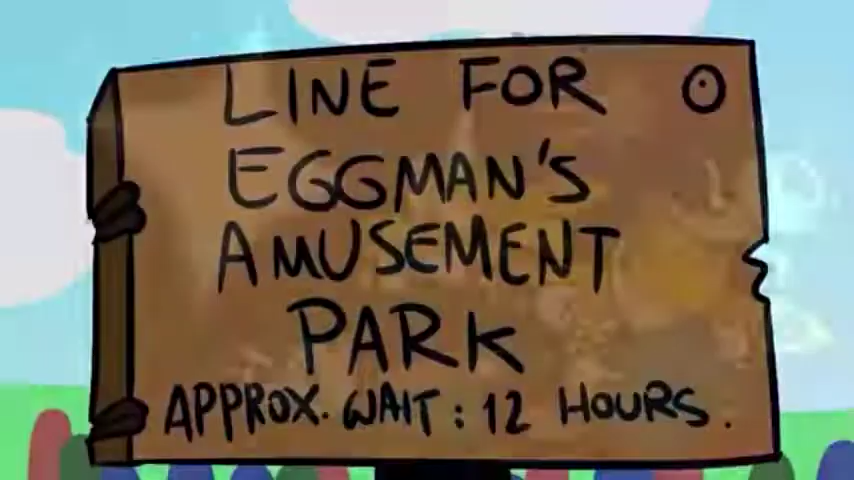 LINE FOR
EGGMAN'S
AMUSEMENT
PARK
APPROX. WAIT: 12 HOURS.